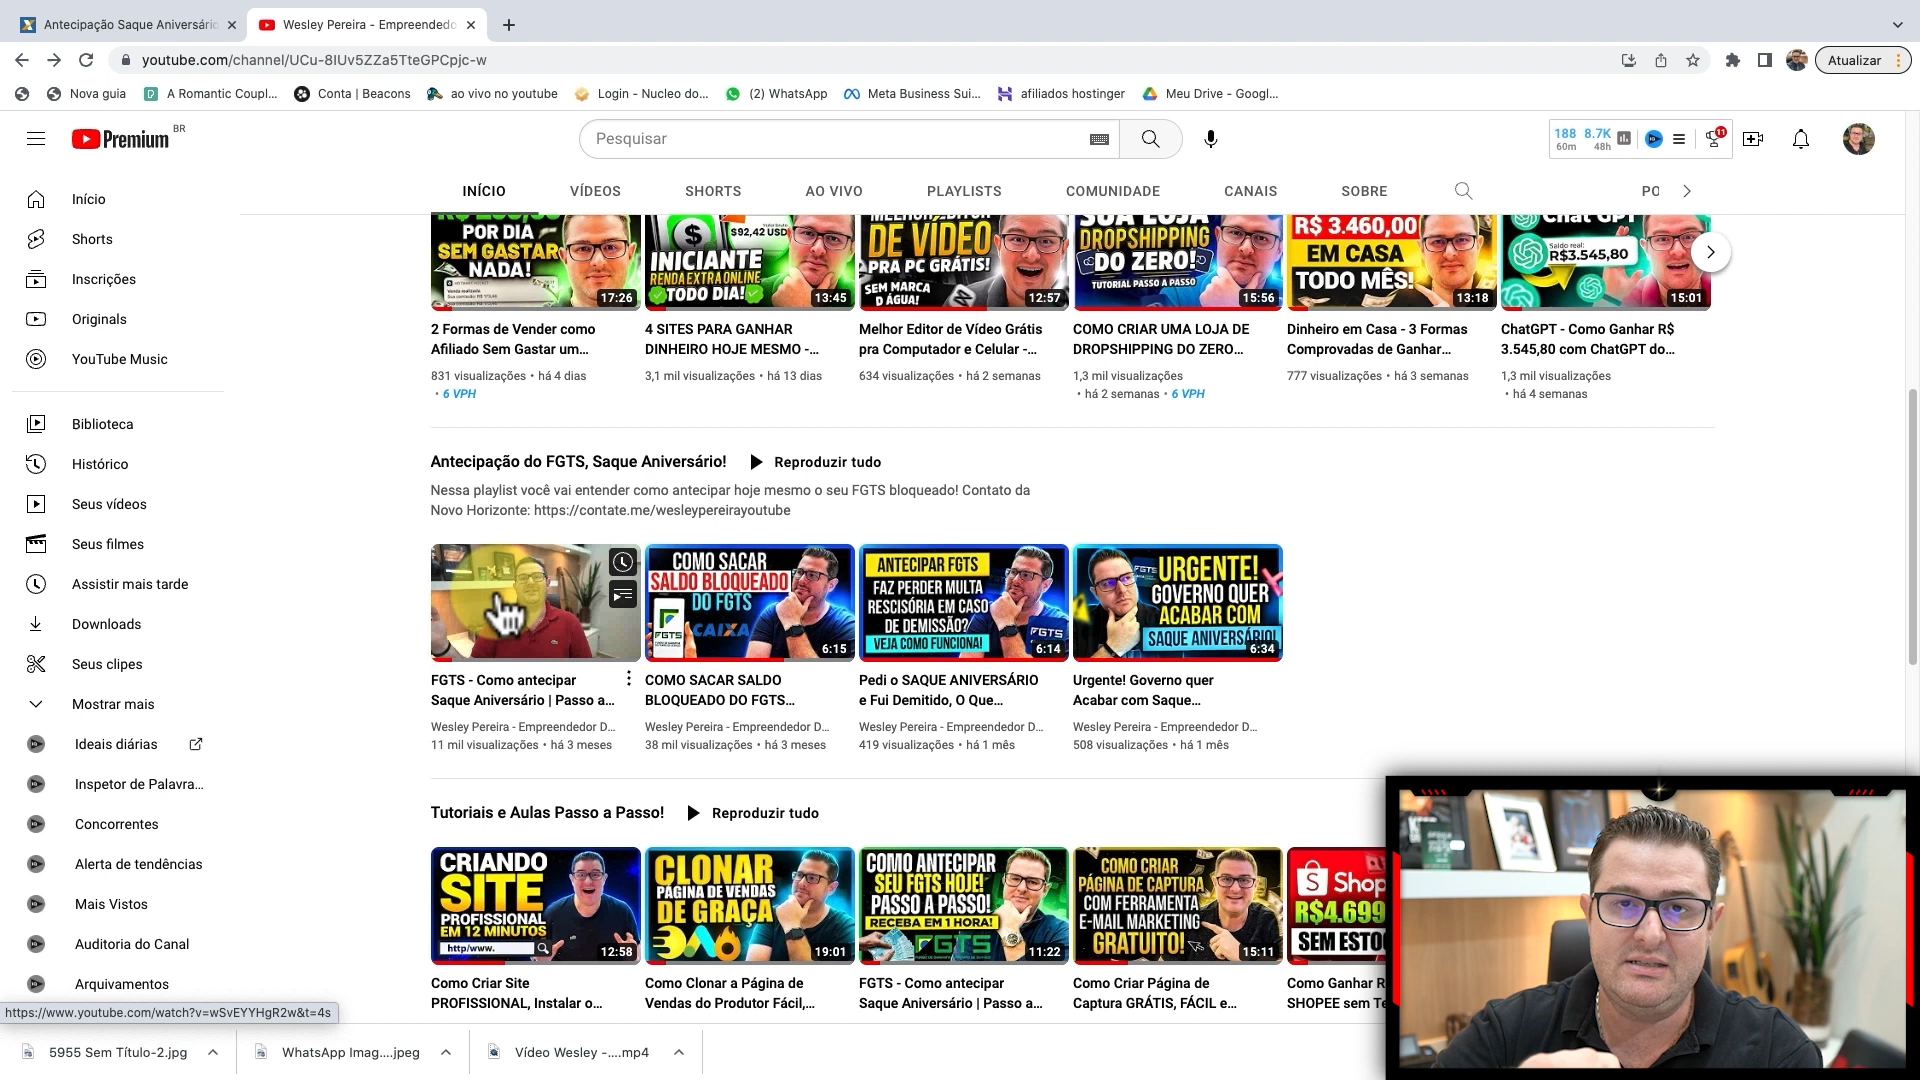 Antecipação Saque Aniversário
Wesley Pereira - Empreendedo
youtube.com/channel/UCu-8IUv5ZZa5TteGPCpjc-w
Atualizar
Nova guia
A Romantic Coupl...
Conta | Beacons
ao vivo no youtube
Login - Nucleo do...
(2) WhatsApp
Meta Business Sui...
afiliados hostinger
Meu Drive - Googl...
Premium BR
Pesquisar
188 8.7K
60m 48h
11
INÍCIO VÍDEOS SHORTS AO VIVO PLAYLISTS COMUNIDADE CANAIS SOBRE PO
Início
Shorts
Inscrições
Originals
YouTube Music
Biblioteca
Histórico
Seus vídeos
Seus filmes
Assistir mais tarde
Downloads
Seus clipes
Mostrar mais
Ideais diárias
Inspetor de Palavra...
Concorrentes
Alerta de tendências
Mais Vistos
Auditoria do Canal
Arquivamentos
POR DIA
SEM GASTAR
NADA!
17:26
2 Formas de Vender como
Afiliado Sem Gastar um...
831 visualizações • há 4 dias
• 6 VPH
$92,42 USD
INICIANTE
RENDA EXTRA ONLINE
TODO DIA!
13:45
4 SITES PARA GANHAR
DINHEIRO HOJE MESMO -...
3,1 mil visualizações • há 13 dias
MELHOR EDITOR
DE VÍDEO
PRA PC GRÁTIS!
SEM MARCA
D ÁGUA!
12:57
Melhor Editor de Vídeo Grátis
pra Computador e Celular -...
634 visualizações • há 2 semanas
SUA LOJA
DROPSHIPPING
DO ZERO!
TUTORIAL PASSO A PASSO
15:56
COMO CRIAR UMA LOJA DE
DROPSHIPPING DO ZERO...
1,3 mil visualizações
• há 2 semanas • 6 VPH
R$ 3.460,00
EM CASA
TODO MÊS!
13:18
Dinheiro em Casa - 3 Formas
Comprovadas de Ganhar...
777 visualizações • há 3 semanas
Chat GPT
Saldo real:
R$3.545,80
15:01
ChatGPT - Como Ganhar R$
3.545,80 com ChatGPT do...
1,3 mil visualizações
• há 4 semanas
Antecipação do FGTS, Saque Aniversário!
Reproduzir tudo
Nessa playlist você vai entender como antecipar hoje mesmo o seu FGTS bloqueado! Contato da
Novo Horizonte: https://contate.me/wesleypereirayoutube
FGTS - Como antecipar
Saque Aniversário | Passo a...
Wesley Pereira - Empreendedor D...
11 mil visualizações • há 3 meses
COMO SACAR
SALDO BLOQUEADO
DO FGTS
FGTS
CAIXA
6:15
COMO SACAR SALDO
BLOQUEADO DO FGTS...
Wesley Pereira - Empreendedor D...
38 mil visualizações • há 3 meses
ANTECIPAR FGTS
FAZ PERDER MULTA
RESCISÓRIA EM CASO
DE DEMISSÃO?
VEJA COMO FUNCIONA!
FGTS
6:14
Pedi o SAQUE ANIVERSÁRIO
e Fui Demitido, O Que...
Wesley Pereira - Empreendedor D...
419 visualizações • há 1 mês
FGTS
URGENTE!
GOVERNO QUER
ACABAR COM
SAQUE ANIVERSÁRIO!
6:34
Urgente! Governo quer
Acabar com Saque...
Wesley Pereira - Empreendedor D...
508 visualizações • há 1 mês
Tutoriais e Aulas Passo a Passo!
Reproduzir tudo
CRIANDO
SITE
PROFISSIONAL
EM 12 MINUTOS
http/www.
12:58
Como Criar Site
PROFISSIONAL, Instalar o...
CLONAR
PÁGINA DE VENDAS
DE GRAÇA
19:01
Como Clonar a Página de
Vendas do Produtor Fácil,...
COMO ANTECIPAR
SEU FGTS HOJE!
PASSO A PASSO!
RECEBA EM 1 HORA!
FGTS
11:22
FGTS - Como antecipar
Saque Aniversário | Passo a...
COMO CRIAR
PÁGINA DE CAPTURA
COM FERRAMENTA
E-MAIL MARKETING
GRATUITO!
15:11
Como Criar Página de
Captura GRÁTIS, FÁCIL e...
Shop
R$4.699
SEM ESTO
Como Ganhar R
SHOPEE sem Te
https://www.youtube.com/watch?v=wSvEYYHgR2w&t=4s
5955 Sem Título-2.jpg
WhatsApp Imag....jpeg
Vídeo Wesley -....mp4